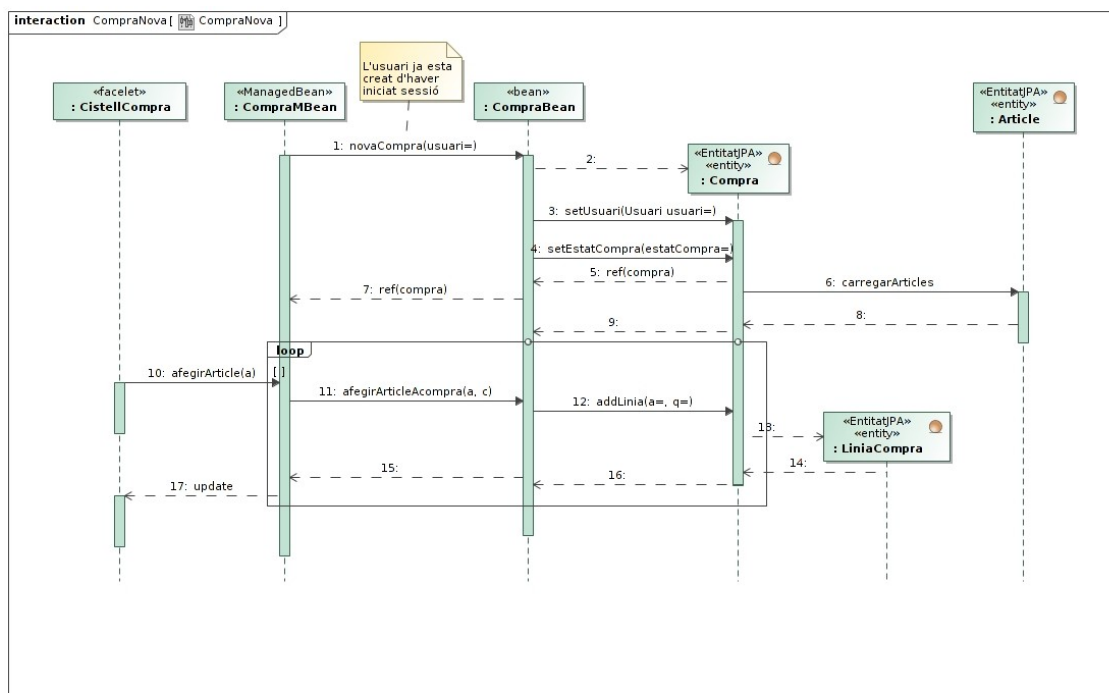 interaction CompraNova [ CompraNova ]
L'usuari ja esta
creat d'haver
iniciat sessió
«facelet»
: CistellCompra
«ManagedBean»
: CompraMBean
«bean»
: CompraBean
«EntitatJPA»
«entity»
: Article
1: novaCompra(usuari=)
2:
«EntitatJPA»
«entity»
: Compra
3: setUsuari(Usuari usuari=)
4: setEstatCompra(estatCompra=)
5: ref(compra)
6: carregarArticles
7: ref(compra)
8:
9:
loop
[ ]
10: afegirArticle(a)
11: afegirArticleAcompra(a, c)
12: addLinia(a=, q=)
13:
«EntitatJPA»
«entity»
: LiniaCompra
14:
15:
16:
17: update